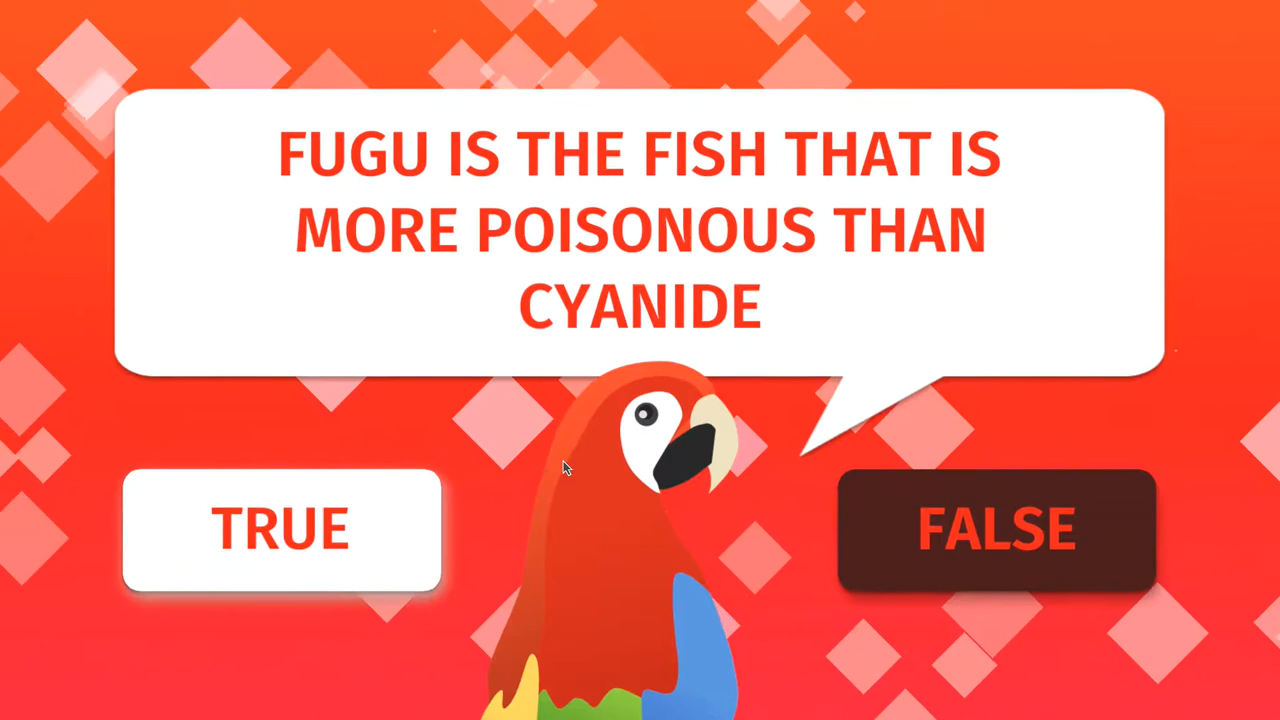 FUGU IS THE FISH THAT IS
MORE POISONOUS THAN
CYANIDE
TRUE
FALSE